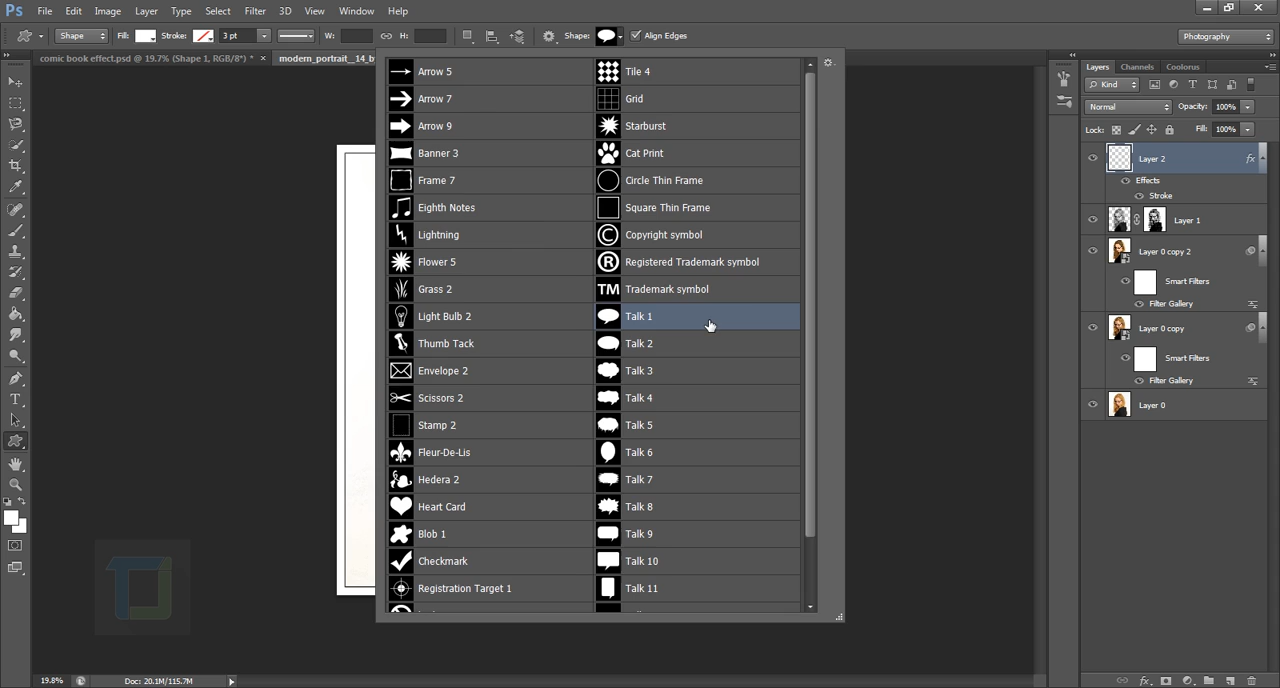 Ps File Edit Image Layer Type Select Filter 3D View Window Help
Shape Fill: Stroke: 3 pt W: H: Shape: Align Edges Photography
comic book effect.psd @ 19.7% (Shape 1, RGB/8*) * × modern_portrait__14_b
Arrow 5
Arrow 7
Arrow 9
Banner 3
Frame 7
Eighth Notes
Lightning
Flower 5
Grass 2
Light Bulb 2
Thumb Tack
Envelope 2
Scissors 2
Stamp 2
Fleur-De-Lis
Hedera 2
Heart Card
Blob 1
Checkmark
Registration Target 1
Tile 4
Grid
Starburst
Cat Print
Circle Thin Frame
Square Thin Frame
© Copyright symbol
® Registered Trademark symbol
TM Trademark symbol
Talk 1
Talk 2
Talk 3
Talk 4
Talk 5
Talk 6
Talk 7
Talk 8
Talk 9
Talk 10
Talk 11
Layers Channels Coolorus
Kind
Normal Opacity: 100%
Lock: Fill: 100%
Layer 2 fx
Effects
Stroke
Layer 1
Layer 0 copy 2
Smart Filters
Filter Gallery
Layer 0 copy
Smart Filters
Filter Gallery
Layer 0
19.8% Doc: 20.1M/115.7M